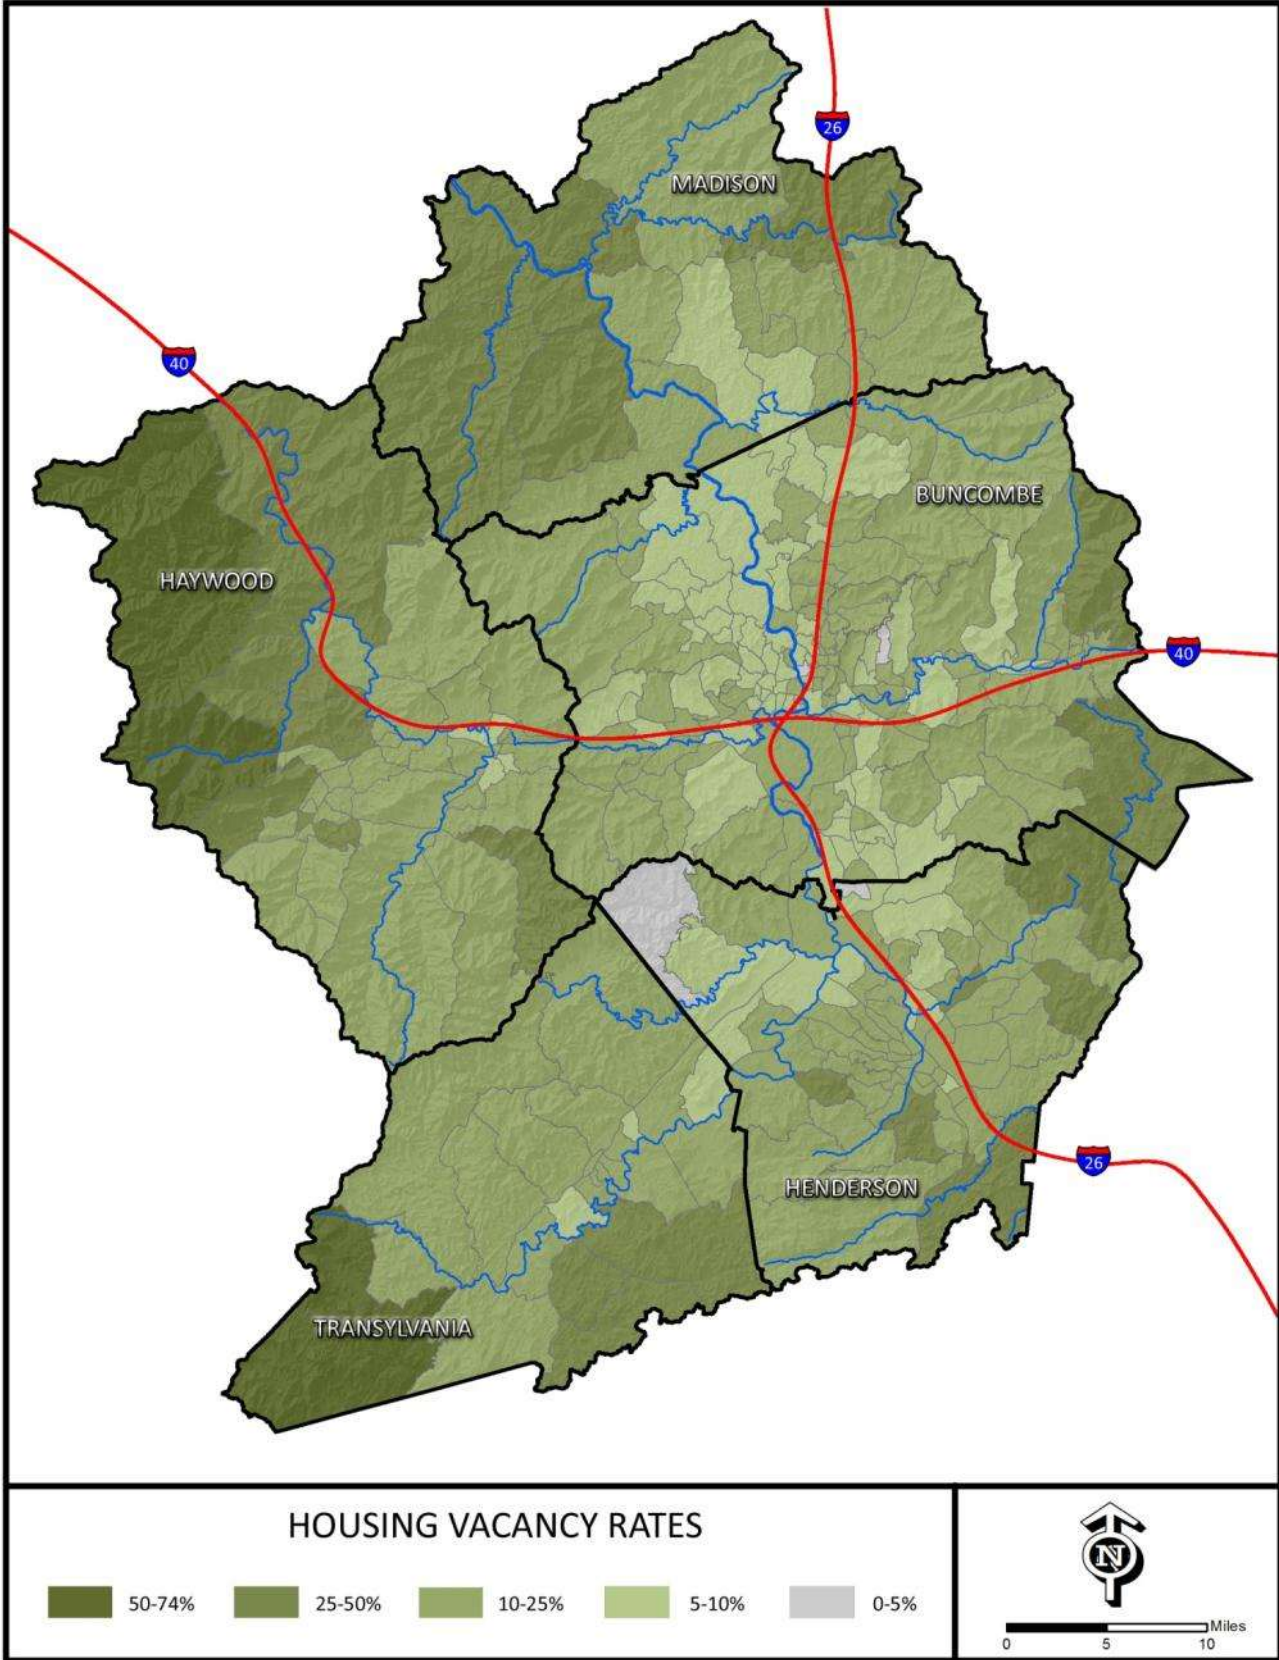 26
MADISON
40
BUNCOMBE
HAYWOOD
40
26
HENDERSON
TRANSYLVANIA
HOUSING VACANCY RATES
50-74% 25-50% 10-25% 5-10% 0-5%
N
Miles
0 5 10